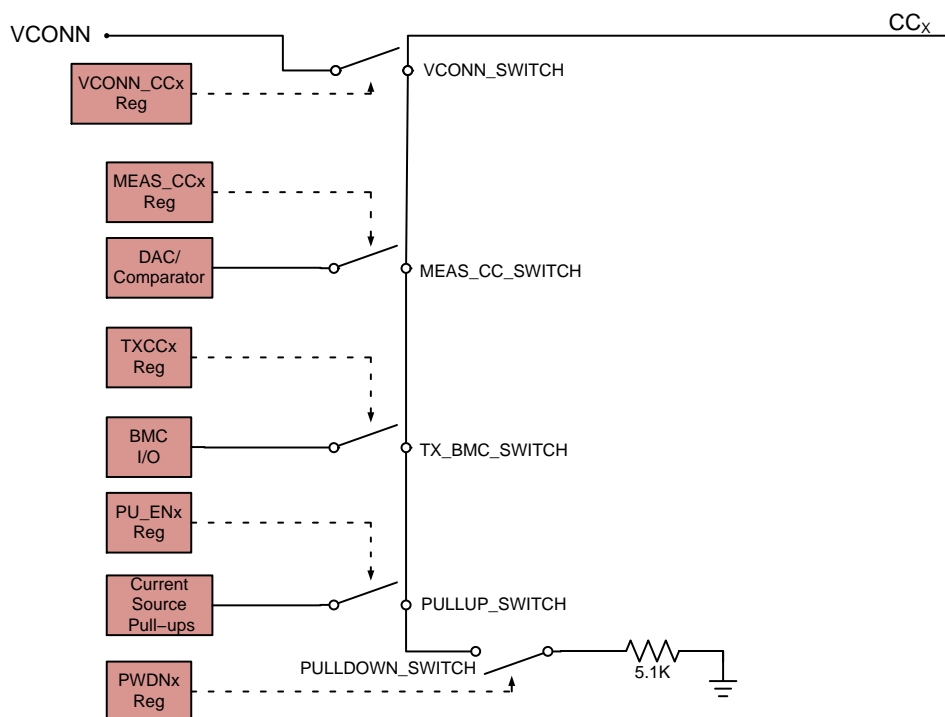 VCONN
CCX
VCONN_CCx
Reg
VCONN_SWITCH
MEAS_CCx
Reg
DAC/
Comparator
MEAS_CC_SWITCH
TXCCx
Reg
BMC
I/O
TX_BMC_SWITCH
PU_ENx
Reg
Current
Source
Pull−ups
PULLUP_SWITCH
PULLDOWN_SWITCH
5.1K
PWDNx
Reg